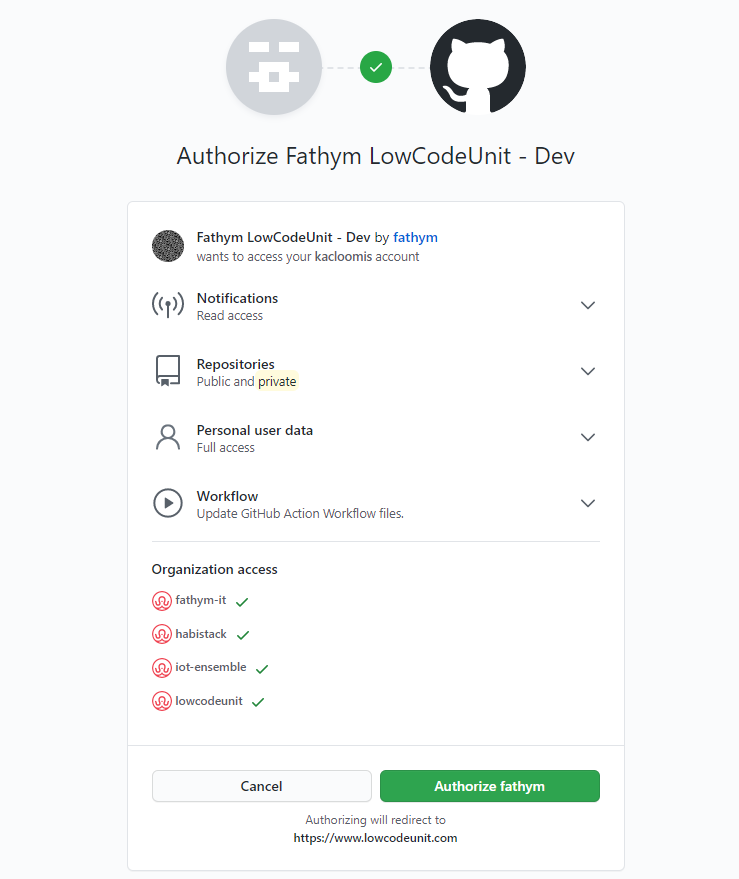 Authorize Fathym LowCodeUnit - Dev
Fathym LowCodeUnit - Dev by fathym
wants to access your kacloomis account
Notifications
Read access
Repositories
Public and private
Personal user data
Full access
Workflow
Update GitHub Action Workflow files.
Organization access
fathym-it
habistack
iot-ensemble
lowcodeunit
Cancel
Authorize fathym
Authorizing will redirect to
https://www.lowcodeunit.com